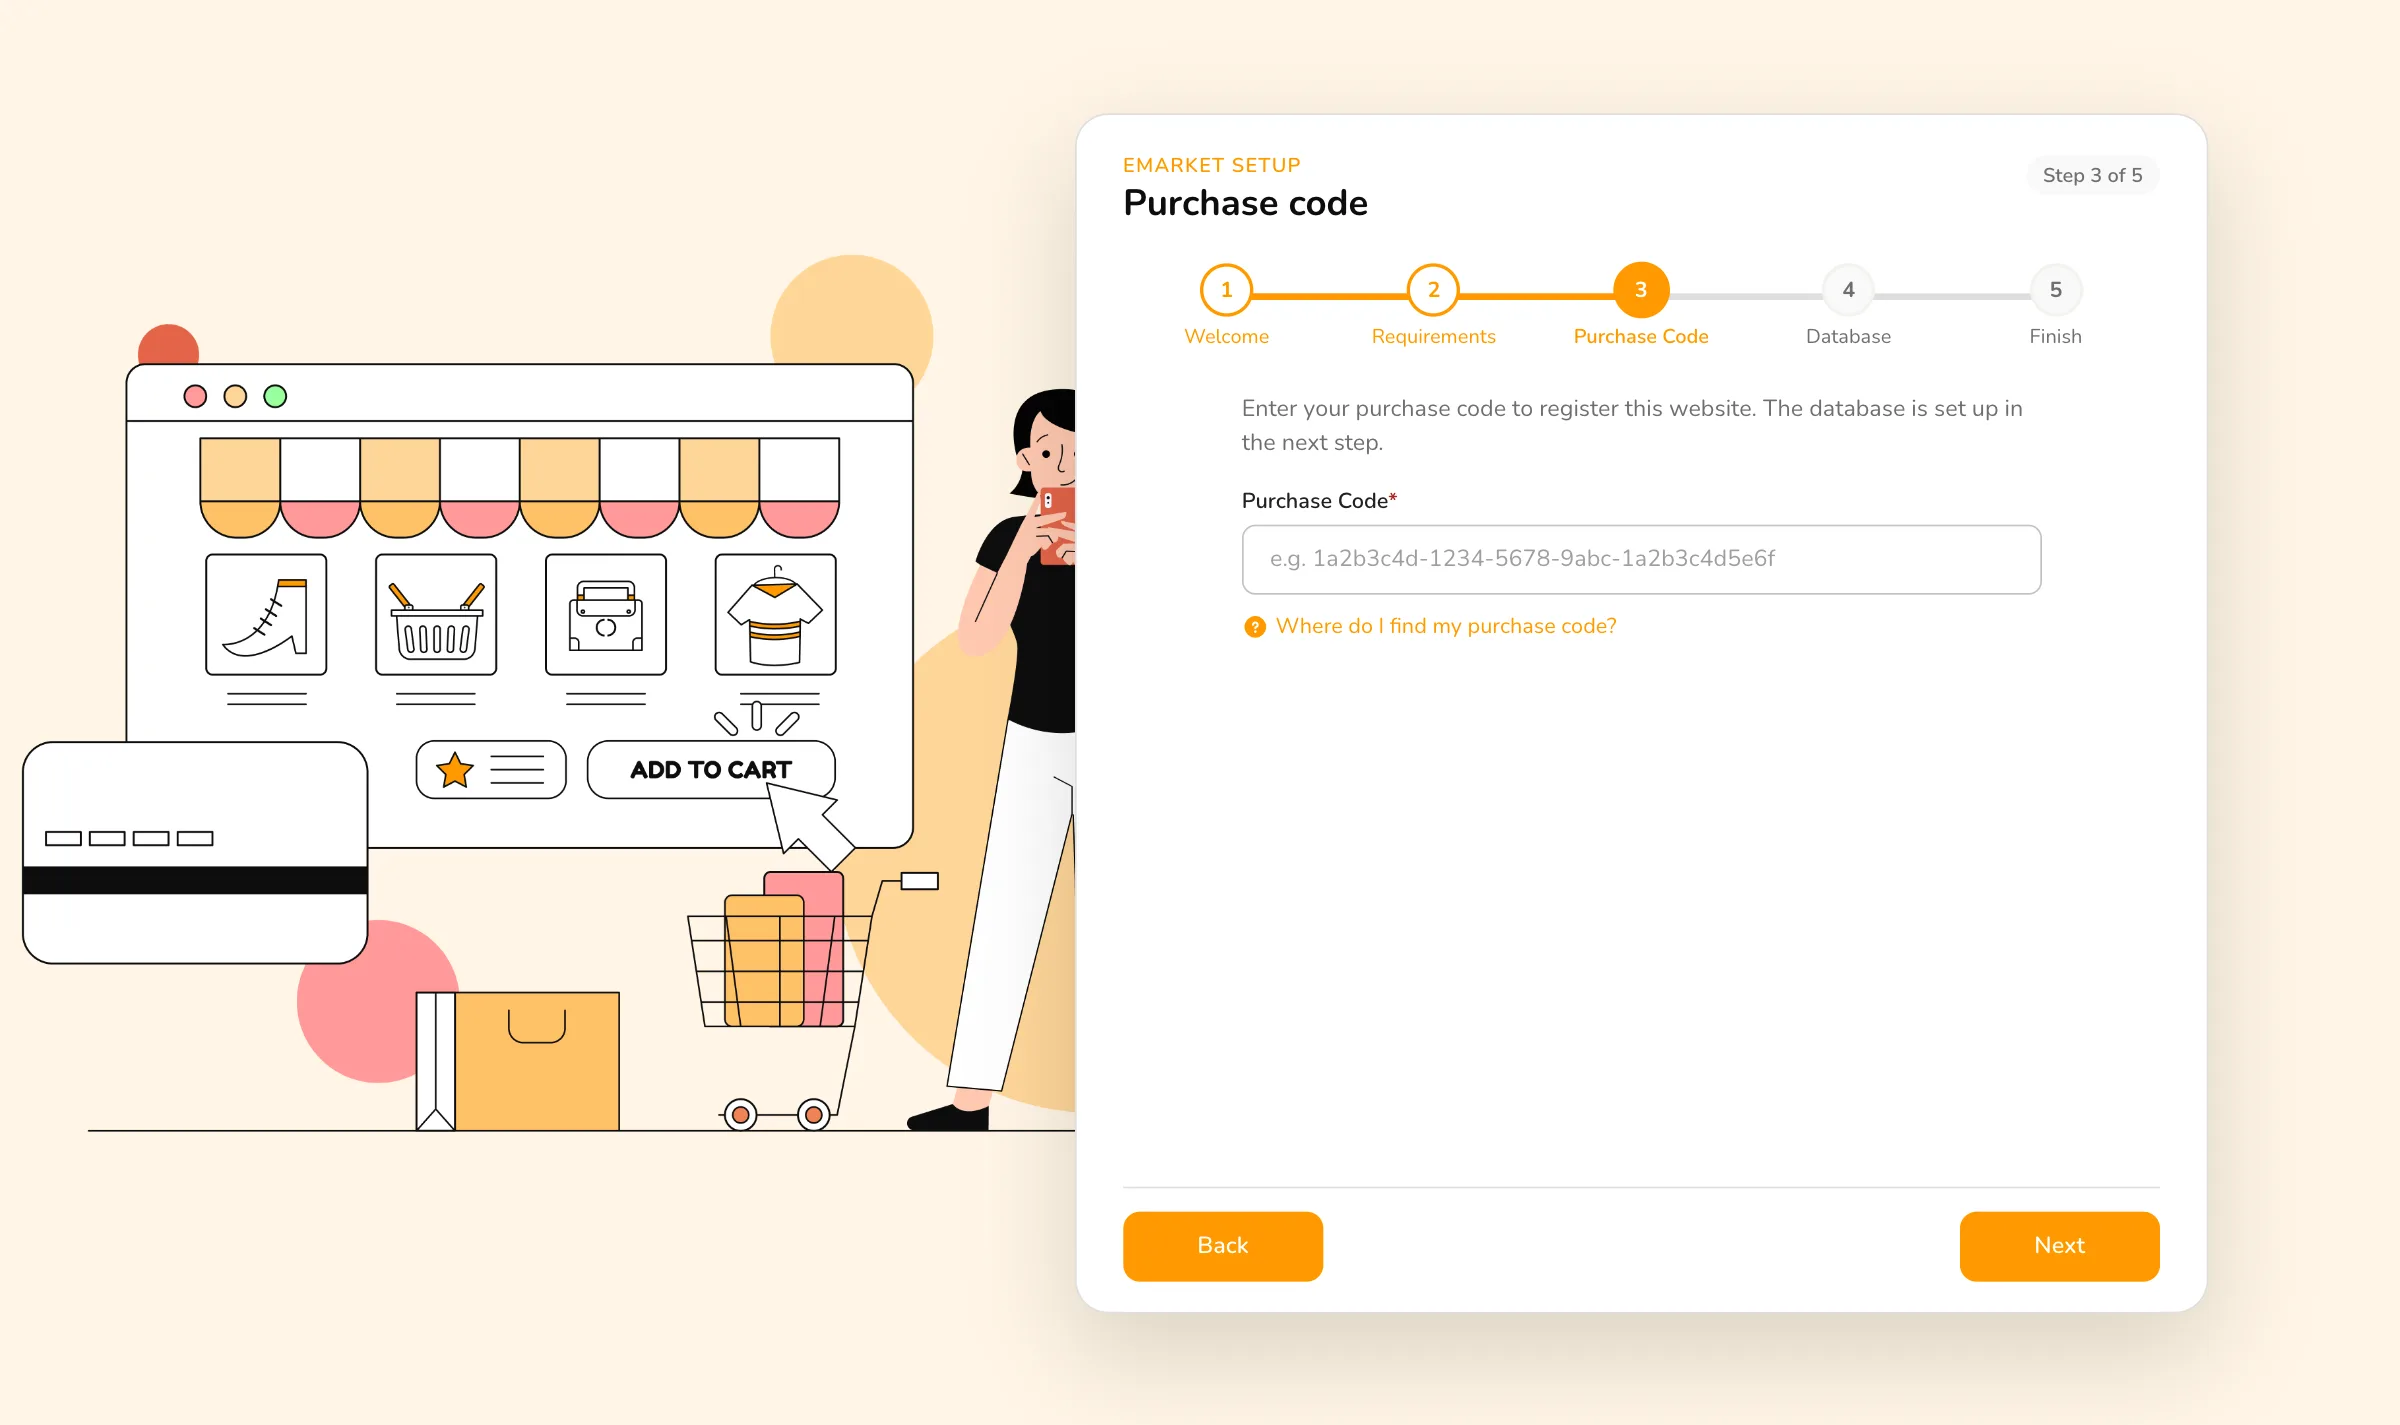 EMARKET SETUP
Purchase code
Step 3 of 5
1
2
3
4
5
Welcome
Requirements
Purchase Code
Database
Finish
Enter your purchase code to register this website. The database is set up in
the next step.
Purchase Code*
e.g. 1a2b3c4d-1234-5678-9abc-1a2b3c4d5e6f
? Where do I find my purchase code?
ADD TO CART
Back
Next